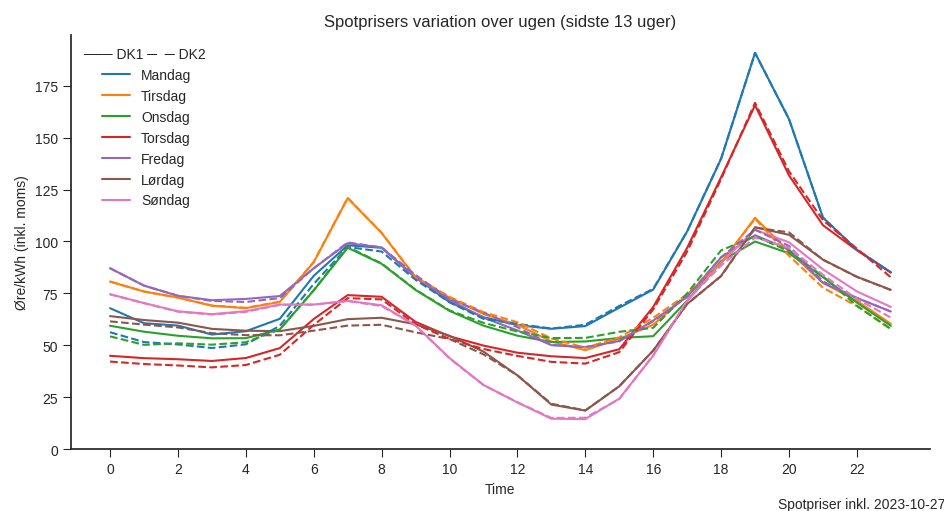 Spotprisers variation over ugen (sidste 13 uger)
DK1 DK2
Mandag
Tirsdag
Onsdag
Torsdag
Fredag
Lørdag
Søndag
Øre/kWh (inkl. moms)
175
150
125
100
75
50
25
0
0 2 4 6 8 10 12 14 16 18 20 22
Time
Spotpriser inkl. 2023-10-27